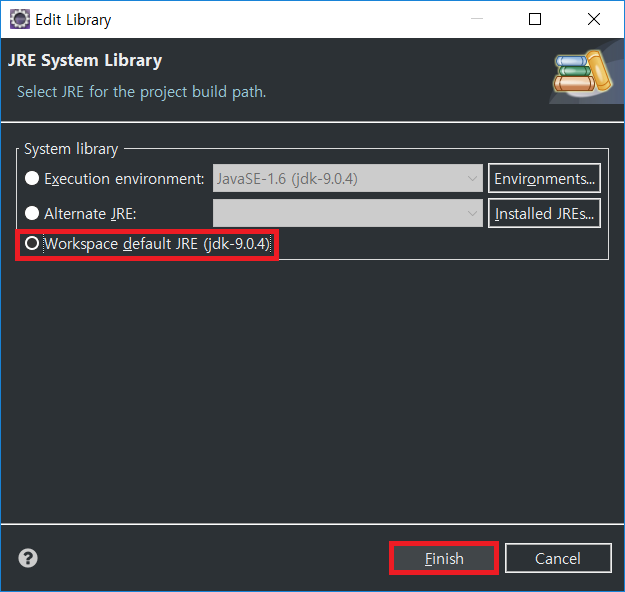 Edit Library
JRE System Library
Select JRE for the project build path.
System library
Execution environment: JavaSE-1.6 (jdk-9.0.4) Environments...
Alternate JRE: Installed JREs...
Workspace default JRE (jdk-9.0.4)
? Finish Cancel